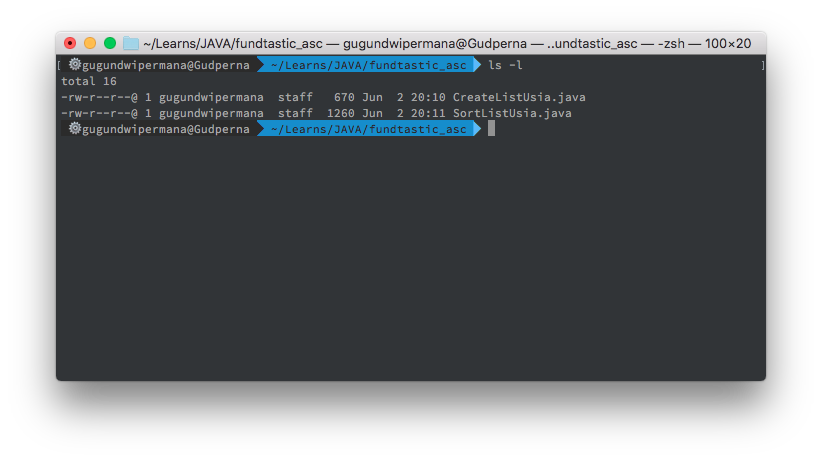 ~/Learns/JAVA/fundtastic_asc — gugundwipermana@Gudperna — ..undtastic_asc — -zsh — 100×20
[ ⚙gugundwipermana@Gudperna ~/Learns/JAVA/fundtastic_asc ls -l ]
total 16
-rw-r--r--@ 1 gugundwipermana  staff   670 Jun  2 20:10 CreateListUsia.java
-rw-r--r--@ 1 gugundwipermana  staff  1260 Jun  2 20:11 SortListUsia.java
⚙gugundwipermana@Gudperna ~/Learns/JAVA/fundtastic_asc